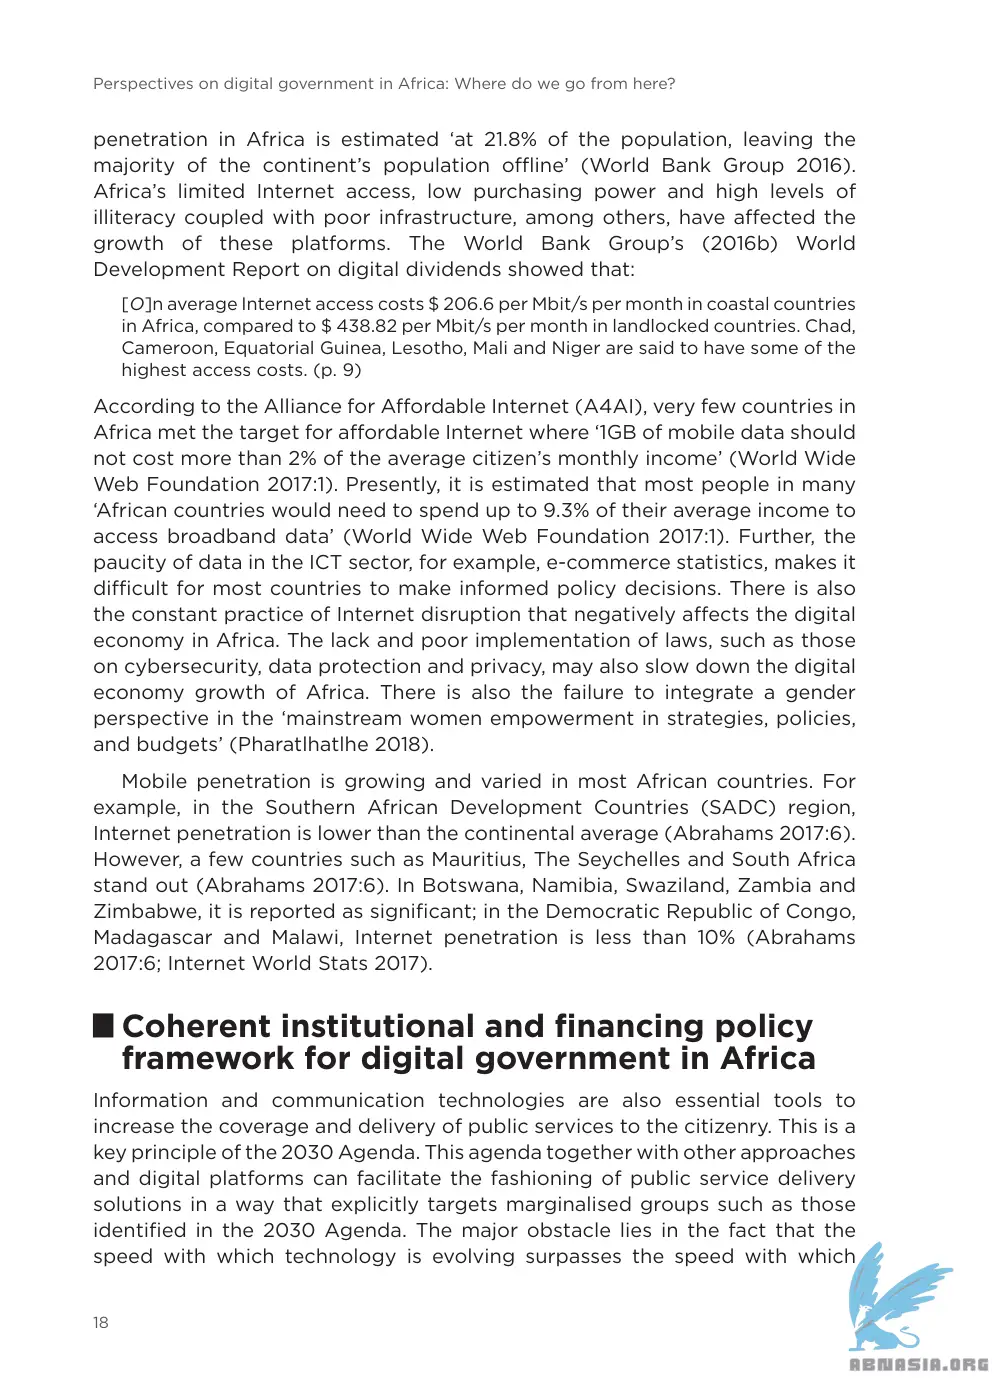 Perspectives on digital government in Africa: Where do we go from here?
penetration in Africa is estimated ‘at 21.8% of the population, leaving the
majority of the continent’s population offline’ (World Bank Group 2016).
Africa’s limited Internet access, low purchasing power and high levels of
illiteracy coupled with poor infrastructure, among others, have affected the
growth of these platforms. The World Bank Group’s (2016b) World
Development Report on digital dividends showed that:
[O]n average Internet access costs $ 206.6 per Mbit/s per month in coastal countries
in Africa, compared to $ 438.82 per Mbit/s per month in landlocked countries. Chad,
Cameroon, Equatorial Guinea, Lesotho, Mali and Niger are said to have some of the
highest access costs. (p. 9)
According to the Alliance for Affordable Internet (A4AI), very few countries in
Africa met the target for affordable Internet where ‘1GB of mobile data should
not cost more than 2% of the average citizen’s monthly income’ (World Wide
Web Foundation 2017:1). Presently, it is estimated that most people in many
‘African countries would need to spend up to 9.3% of their average income to
access broadband data’ (World Wide Web Foundation 2017:1). Further, the
paucity of data in the ICT sector, for example, e-commerce statistics, makes it
difficult for most countries to make informed policy decisions. There is also
the constant practice of Internet disruption that negatively affects the digital
economy in Africa. The lack and poor implementation of laws, such as those
on cybersecurity, data protection and privacy, may also slow down the digital
economy growth of Africa. There is also the failure to integrate a gender
perspective in the ‘mainstream women empowerment in strategies, policies,
and budgets’ (Pharatlhatlhe 2018).
Mobile penetration is growing and varied in most African countries. For
example, in the Southern African Development Countries (SADC) region,
Internet penetration is lower than the continental average (Abrahams 2017:6).
However, a few countries such as Mauritius, The Seychelles and South Africa
stand out (Abrahams 2017:6). In Botswana, Namibia, Swaziland, Zambia and
Zimbabwe, it is reported as significant; in the Democratic Republic of Congo,
Madagascar and Malawi, Internet penetration is less than 10% (Abrahams
2017:6; Internet World Stats 2017).
Coherent institutional and financing policy
framework for digital government in Africa
Information and communication technologies are also essential tools to
increase the coverage and delivery of public services to the citizenry. This is a
key principle of the 2030 Agenda. This agenda together with other approaches
and digital platforms can facilitate the fashioning of public service delivery
solutions in a way that explicitly targets marginalised groups such as those
identified in the 2030 Agenda. The major obstacle lies in the fact that the
speed with which technology is evolving surpasses the speed with which
18
ABNASIA.ORG